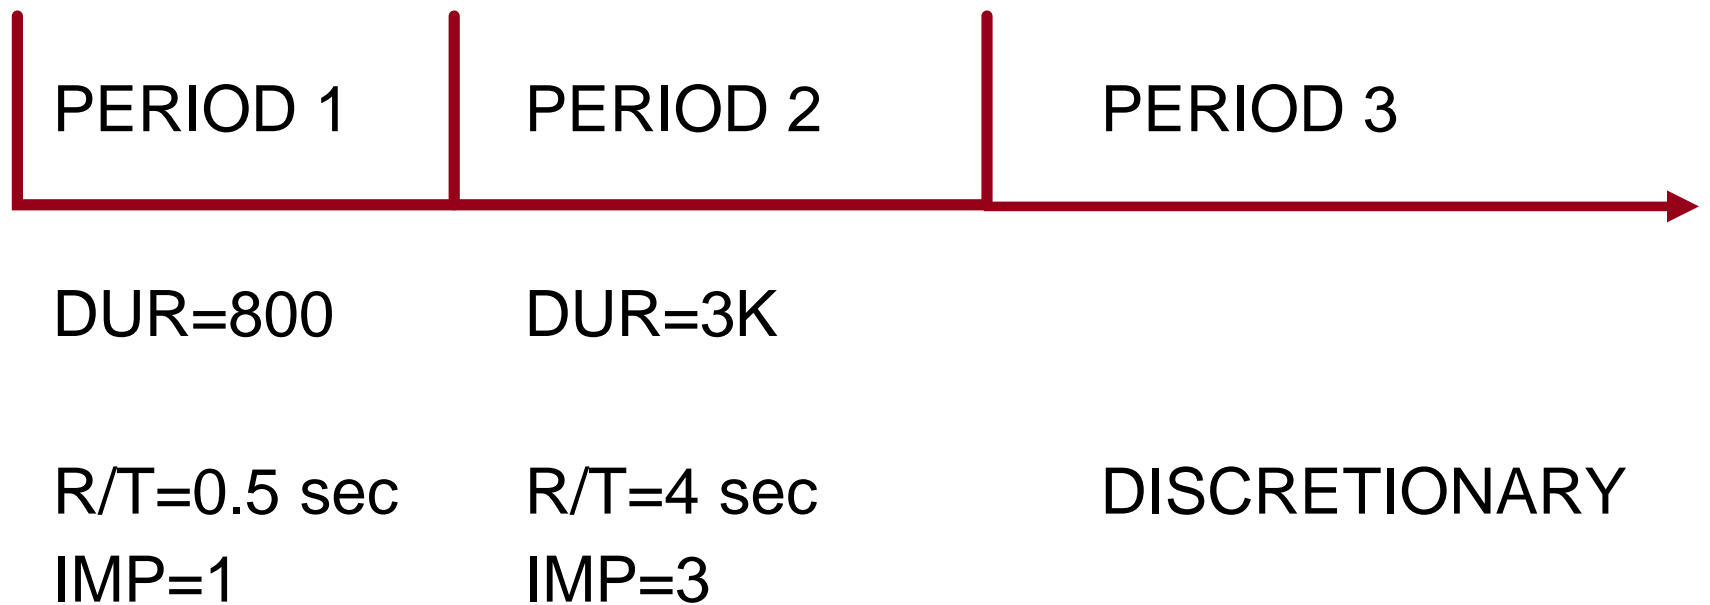 PERIOD 1 PERIOD 2 PERIOD 3
DUR=800 DUR=3K
R/T=0.5 sec R/T=4 sec DISCRETIONARY
IMP=1 IMP=3